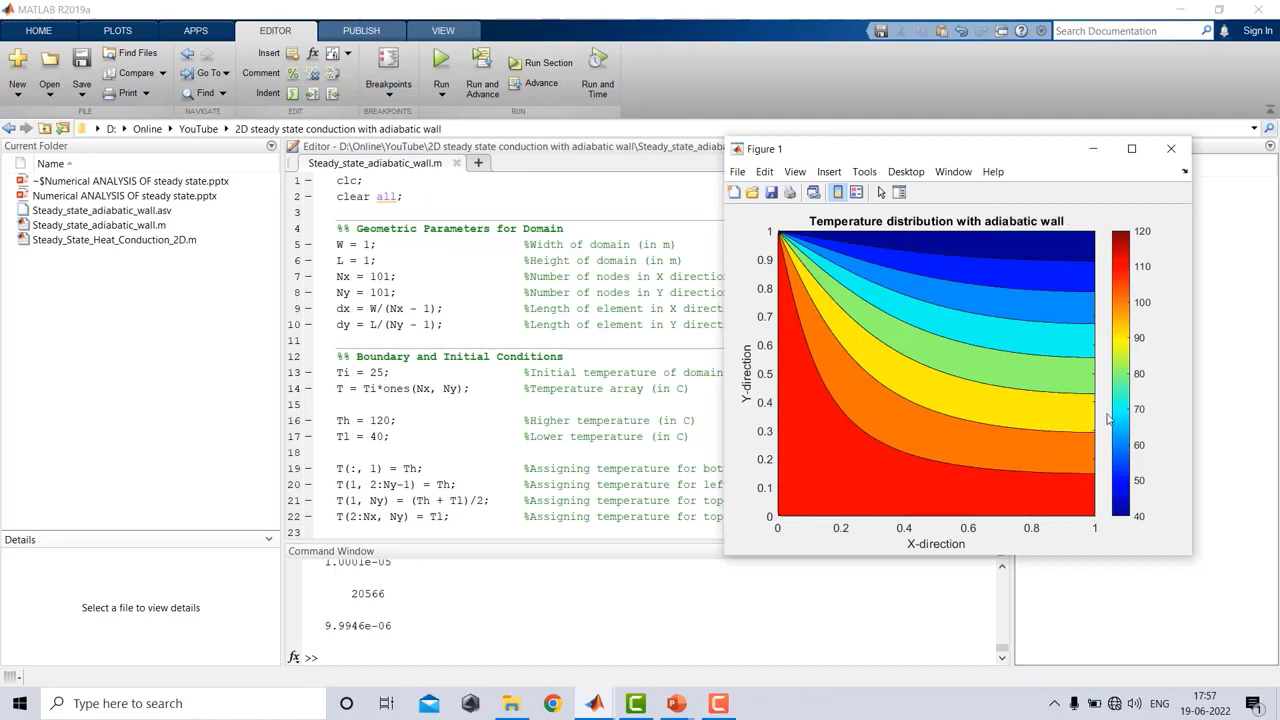 MATLAB R2019a
HOME PLOTS APPS EDITOR PUBLISH VIEW Search Documentation Sign In
Find Files Insert fx
Compare Go To Comment Breakpoints Run Run and Advance Run Section Advance Run and Time
New Open Save Print Find Indent
FILE NAVIGATE EDIT BREAKPOINTS RUN
D: Online YouTube 2D steady state conduction with adiabatic wall
Current Folder
Name
~$Numerical ANALYSIS OF steady state.pptx
Numerical ANALYSIS OF steady state.pptx
Steady_state_adiabatic_wall.asv
Steady_state_adiabatic_wall.m
Steady_State_Heat_Conduction_2D.m
Details
Select a file to view details
Editor - D:\Online\YouTube\2D steady state conduction with adiabatic wall\Steady_state_adiaba
Steady_state_adiabatic_wall.m
1 clc;
2 clear all;
3
4 %% Geometric Parameters for Domain
5 W = 1; %Width of domain (in m)
6 L = 1; %Height of domain (in m)
7 Nx = 101; %Number of nodes in X direction
8 Ny = 101; %Number of nodes in Y direction
9 dx = W/(Nx - 1); %Length of element in X direct
10 dy = L/(Ny - 1); %Length of element in Y direct
11
12 %% Boundary and Initial Conditions
13 Ti = 25; %Initial temperature of domain
14 T = Ti*ones(Nx, Ny); %Temperature array (in C)
15
16 Th = 120; %Higher temperature (in C)
17 Tl = 40; %Lower temperature (in C)
18
19 T(:, 1) = Th; %Assigning temperature for bot
20 T(1, 2:Ny-1) = Th; %Assigning temperature for left
21 T(1, Ny) = (Th + Tl)/2; %Assigning temperature for top
22 T(2:Nx, Ny) = Tl; %Assigning temperature for top
23
Command Window
1.0001e-05
20566
9.9946e-06
fx >>
Figure 1
File Edit View Insert Tools Desktop Window Help
Temperature distribution with adiabatic wall
1
0.9
0.8
0.7
0.6
0.5
0.4
0.3
0.2
0.1
0
Y-direction
0 0.2 0.4 0.6 0.8 1
X-direction
120
110
100
90
80
70
60
50
40
Type here to search
ENG
17:57
19-06-2022
1